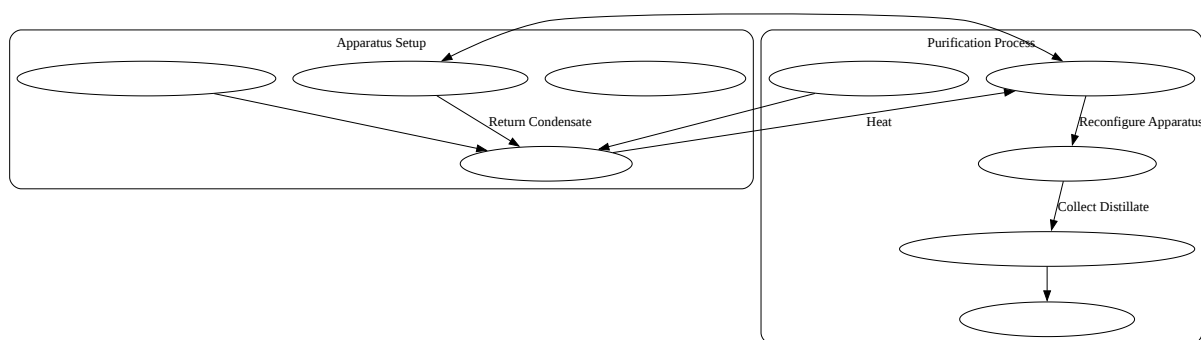 Apparatus Setup
Purification Process
Return Condensate
Heat
Reconfigure Apparatus
Collect Distillate